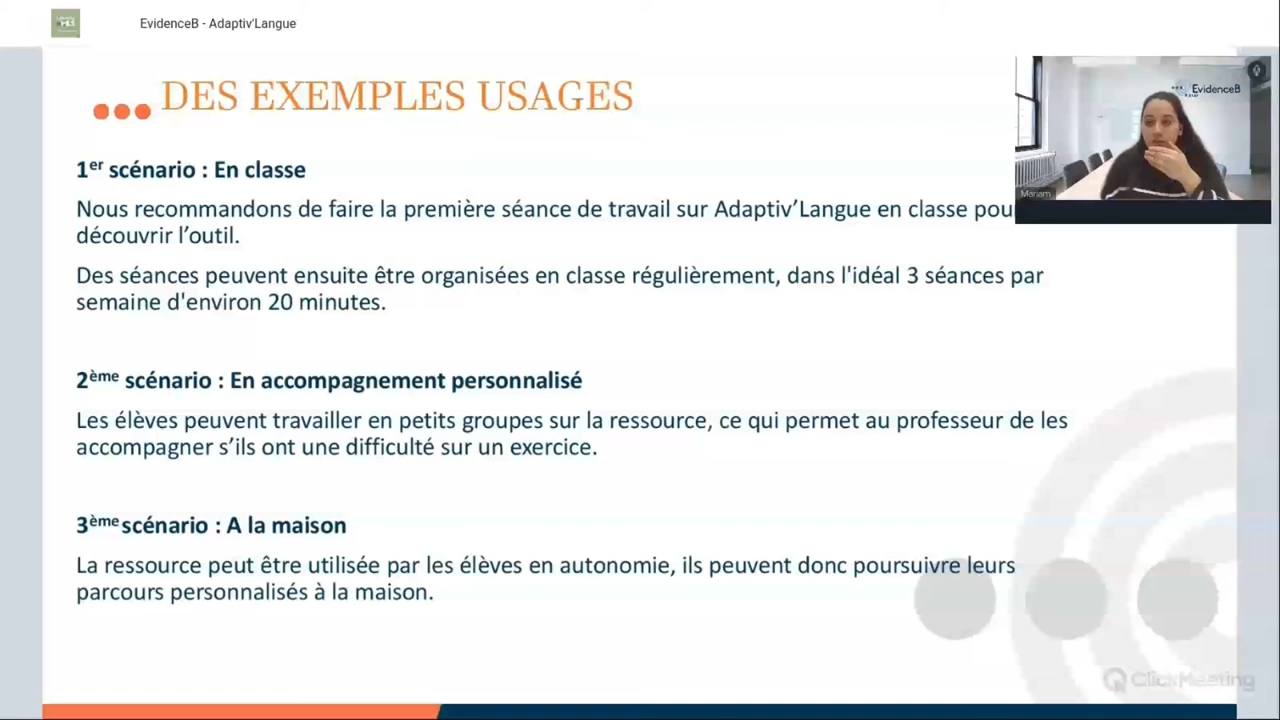 EvidenceB - Adaptiv'Langue
DES EXEMPLES USAGES
EvidenceB
Mariam
1er scénario : En classe
Nous recommandons de faire la première séance de travail sur Adaptiv’Langue en classe pou
découvrir l’outil.
Des séances peuvent ensuite être organisées en classe régulièrement, dans l'idéal 3 séances par
semaine d'environ 20 minutes.
2ème scénario : En accompagnement personnalisé
Les élèves peuvent travailler en petits groupes sur la ressource, ce qui permet au professeur de les
accompagner s’ils ont une difficulté sur un exercice.
3ème scénario : A la maison
La ressource peut être utilisée par les élèves en autonomie, ils peuvent donc poursuivre leurs
parcours personnalisés à la maison.
ClickMeeting